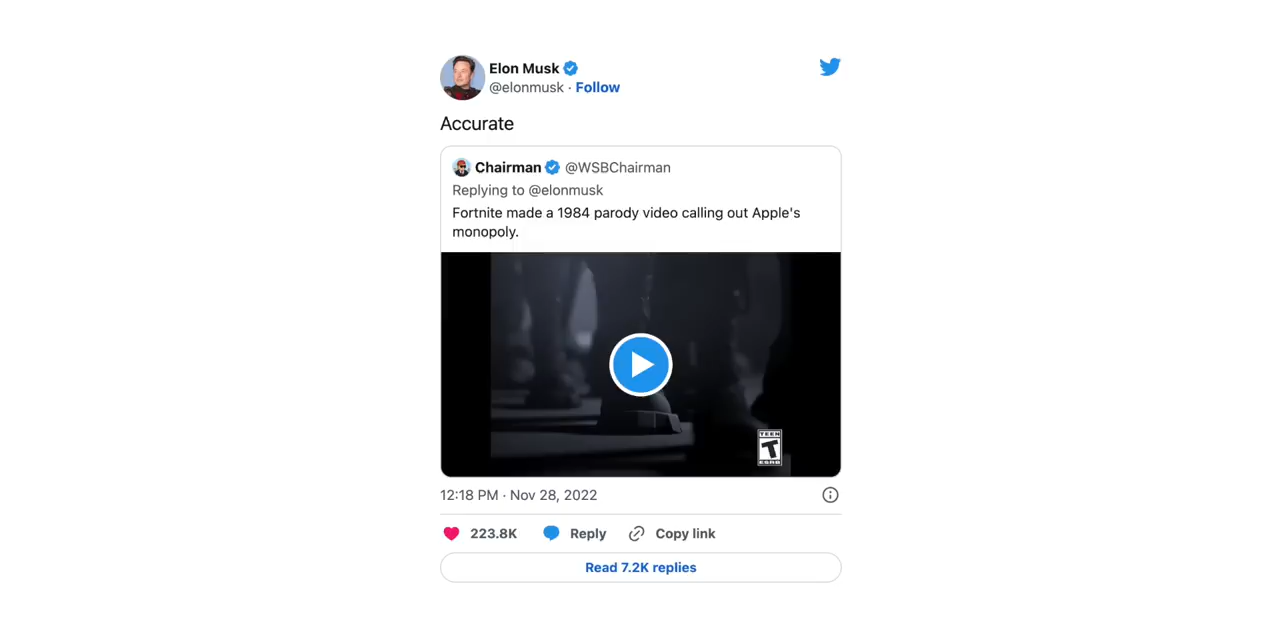 Elon Musk
@elonmusk · Follow
Accurate
Chairman @WSBChairman
Replying to @elonmusk
Fortnite made a 1984 parody video calling out Apple's
monopoly.
TEEN
T
ESRB
12:18 PM · Nov 28, 2022
223.8K Reply Copy link
Read 7.2K replies